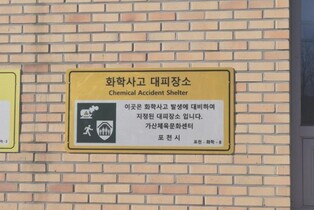 화학사고 대피장소
Chemical Accident Shelter
이곳은 화학사고 발생에 대비하여
지정된 대피장소 입니다.
가산체육문화센터
포 천 시